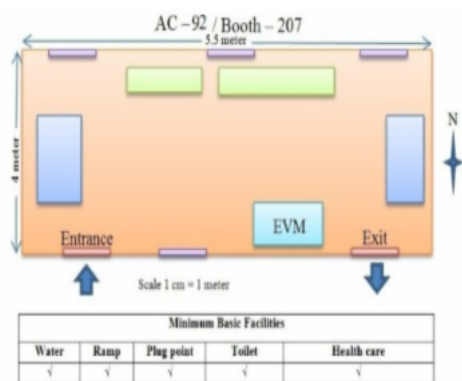 AC -92 / Booth - 207
5.5 meter
4 meter
N
Entrance
EVM
Exit
Scale 1 cm = 1 meter
Minimum Basic Facilities
Water Ramp Plug point Toilet Health care
√ √ √ √ √